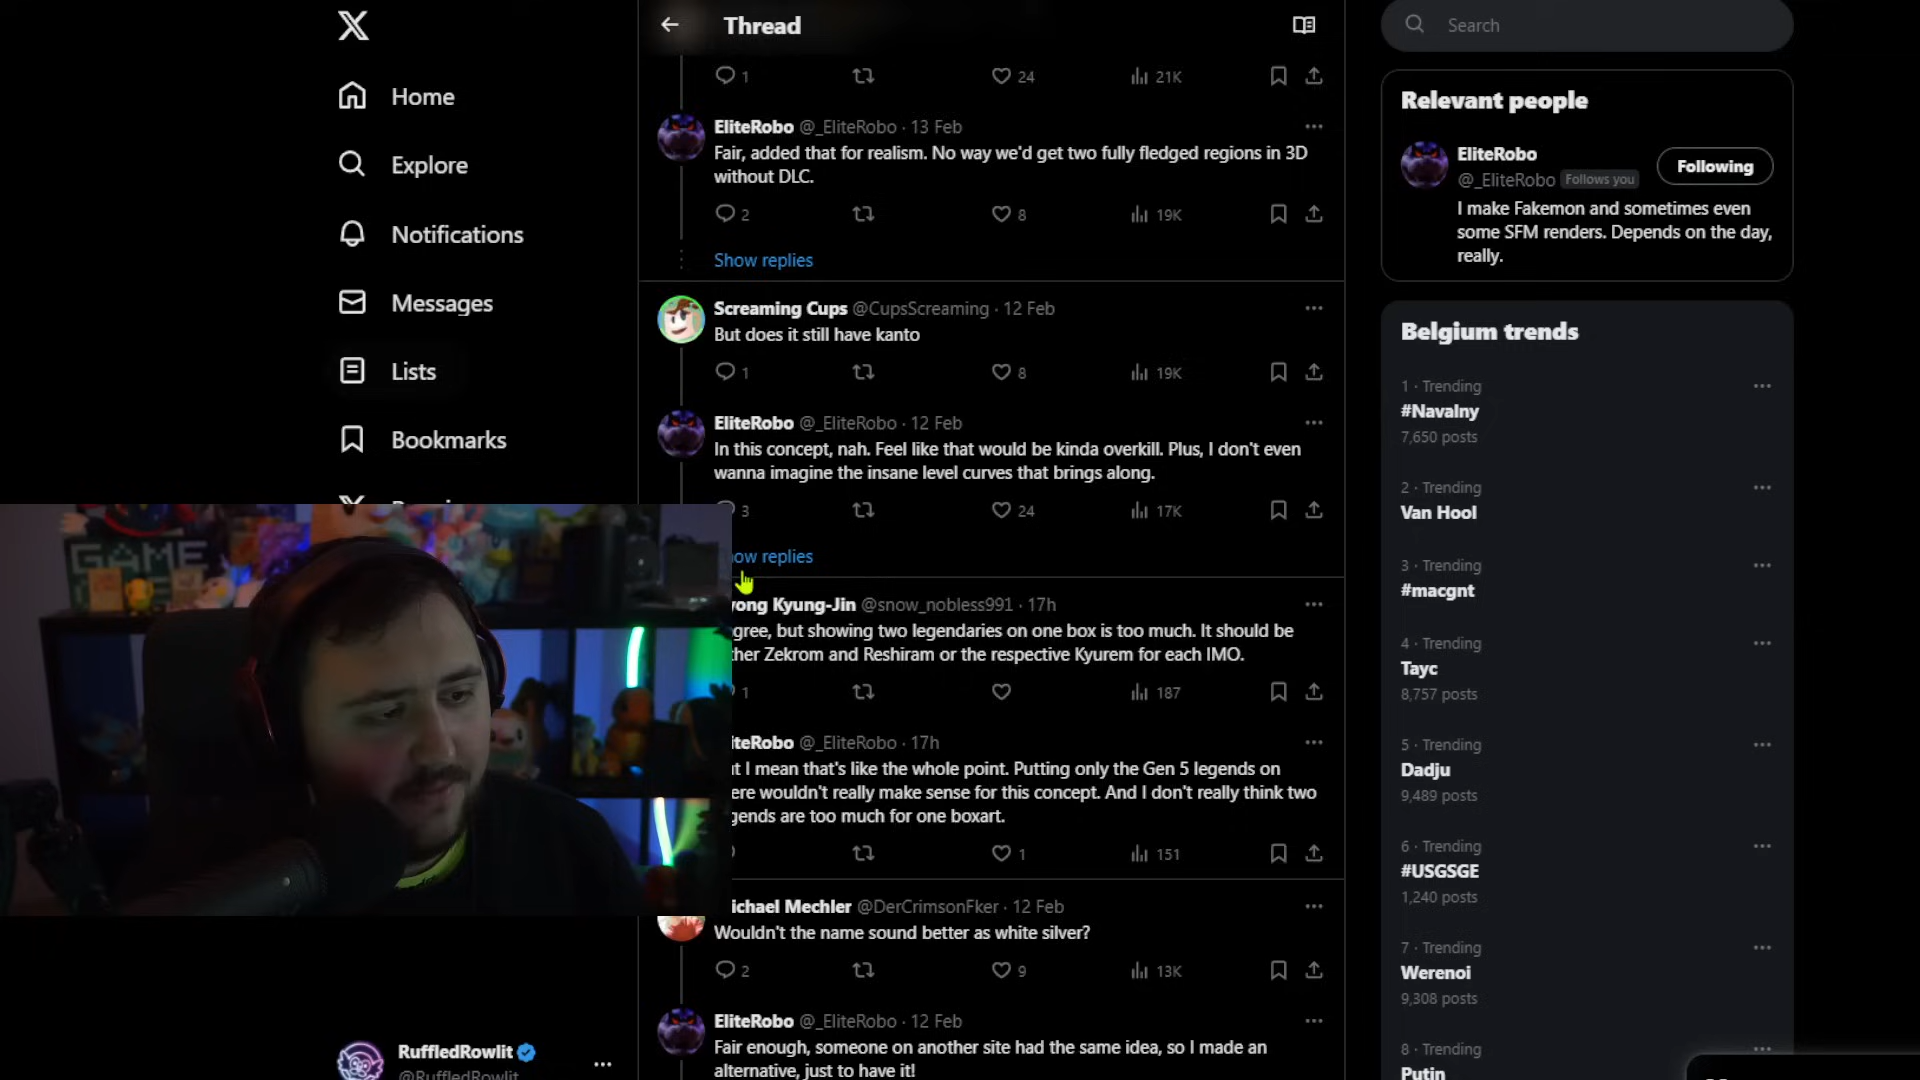 Home
Explore
Notifications
Messages
Lists
Bookmarks
GAME
RuffledRowlit
@RuffledRowlit
Thread
1
24
21K
EliteRobo @_EliteRobo · 13 Feb
Fair, added that for realism. No way we'd get two fully fledged regions in 3D
without DLC.
2
8
19K
Show replies
Screaming Cups @CupsScreaming · 12 Feb
But does it still have kanto
1
8
19K
EliteRobo @_EliteRobo · 12 Feb
In this concept, nah. Feel like that would be kinda overkill. Plus, I don't even
wanna imagine the insane level curves that brings along.
3
24
17K
ow replies
yong Kyung-Jin @snow_nobless991 · 17h
gree, but showing two legendaries on one box is too much. It should be
her Zekrom and Reshiram or the respective Kyurem for each IMO.
1
187
iteRobo @_EliteRobo · 17h
t I mean that's like the whole point. Putting only the Gen 5 legends on
ere wouldn't really make sense for this concept. And I don't really think two
gends are too much for one boxart.
1
151
ichael Mechler @DerCrimsonFker · 12 Feb
Wouldn't the name sound better as white silver?
2
9
13K
EliteRobo @_EliteRobo · 12 Feb
Fair enough, someone on another site had the same idea, so I made an
alternative, just to have it!
Search
Relevant people
EliteRobo
@_EliteRobo Follows you
Following
I make Fakemon and sometimes even
some SFM renders. Depends on the day,
really.
Belgium trends
1 · Trending
#Navalny
7,650 posts
2 · Trending
Van Hool
3 · Trending
#macgnt
4 · Trending
Tayc
8,757 posts
5 · Trending
Dadju
9,489 posts
6 · Trending
#USGSGE
1,240 posts
7 · Trending
Werenoi
9,308 posts
8 · Trending
Putin